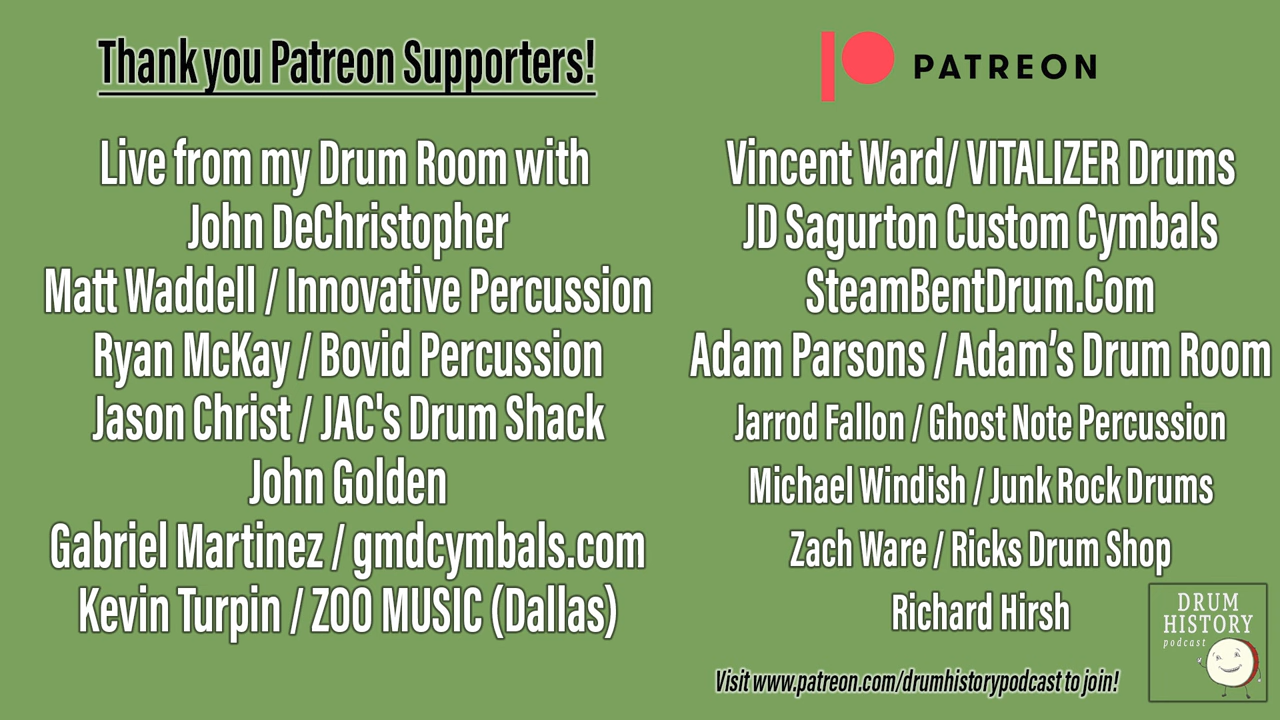 Thank you Patreon Supporters!
Live from my Drum Room with
John DeChristopher
Matt Waddell / Innovative Percussion
Ryan McKay / Bovid Percussion
Jason Christ / JAC's Drum Shack
John Golden
Gabriel Martinez / gmdcymbals.com
Kevin Turpin / ZOO MUSIC (Dallas)
PATREON
Vincent Ward/ VITALIZER Drums
JD Sagurton Custom Cymbals
SteamBentDrum.Com
Adam Parsons / Adam’s Drum Room
Jarrod Fallon / Ghost Note Percussion
Michael Windish / Junk Rock Drums
Zach Ware / Ricks Drum Shop
Richard Hirsh
Visit www.patreon.com/drumhistorypodcast to join!
DRUM
HISTORY
podcast